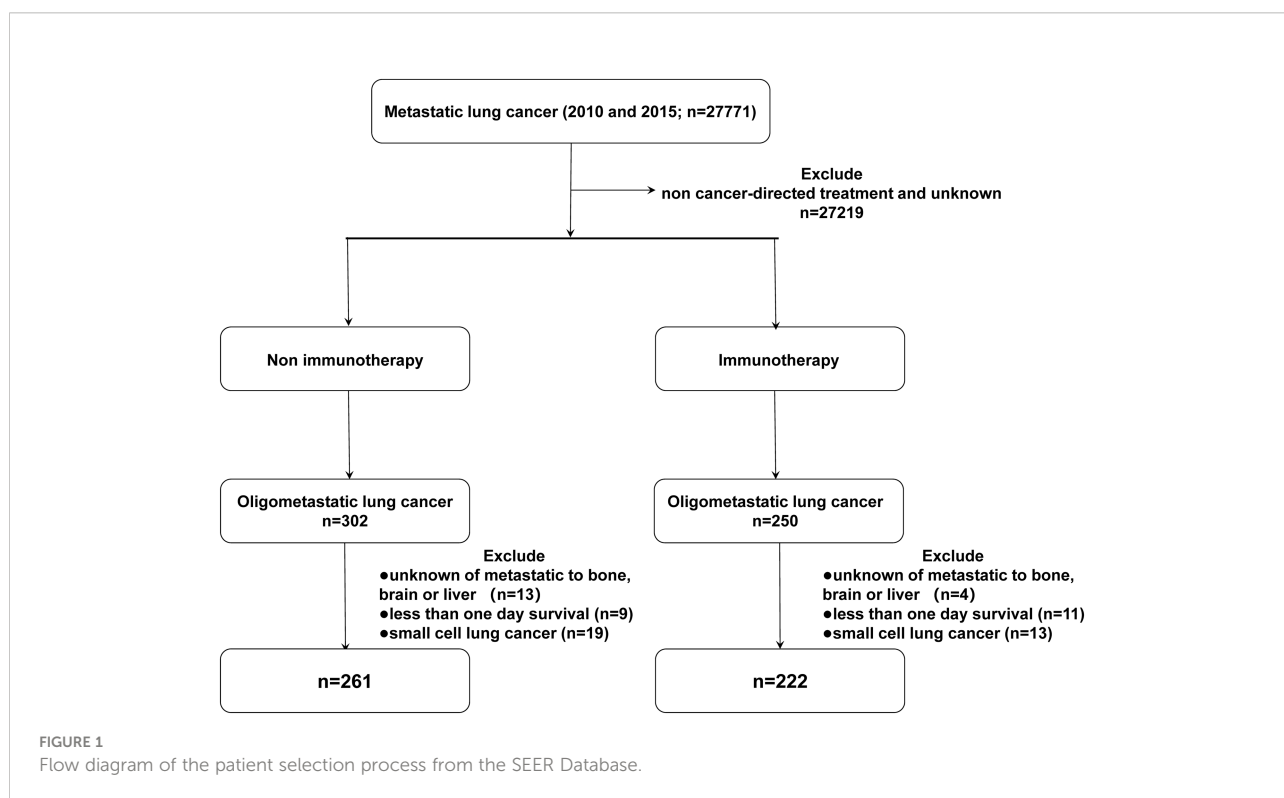 Metastatic lung cancer (2010 and 2015; n=27771)
Exclude
non cancer-directed treatment and unknown
n=27219
Non immunotherapy
Immunotherapy
Oligometastatic lung cancer
n=302
Oligometastatic lung cancer
n=250
Exclude
●unknown of metastatic to bone,
brain or liver （n=13）
●less than one day survival (n=9)
●small cell lung cancer (n=19)
Exclude
●unknown of metastatic to bone,
brain or liver （n=4）
●less than one day survival (n=11)
●small cell lung cancer (n=13)
n=261
n=222
FIGURE 1
Flow diagram of the patient selection process from the SEER Database.